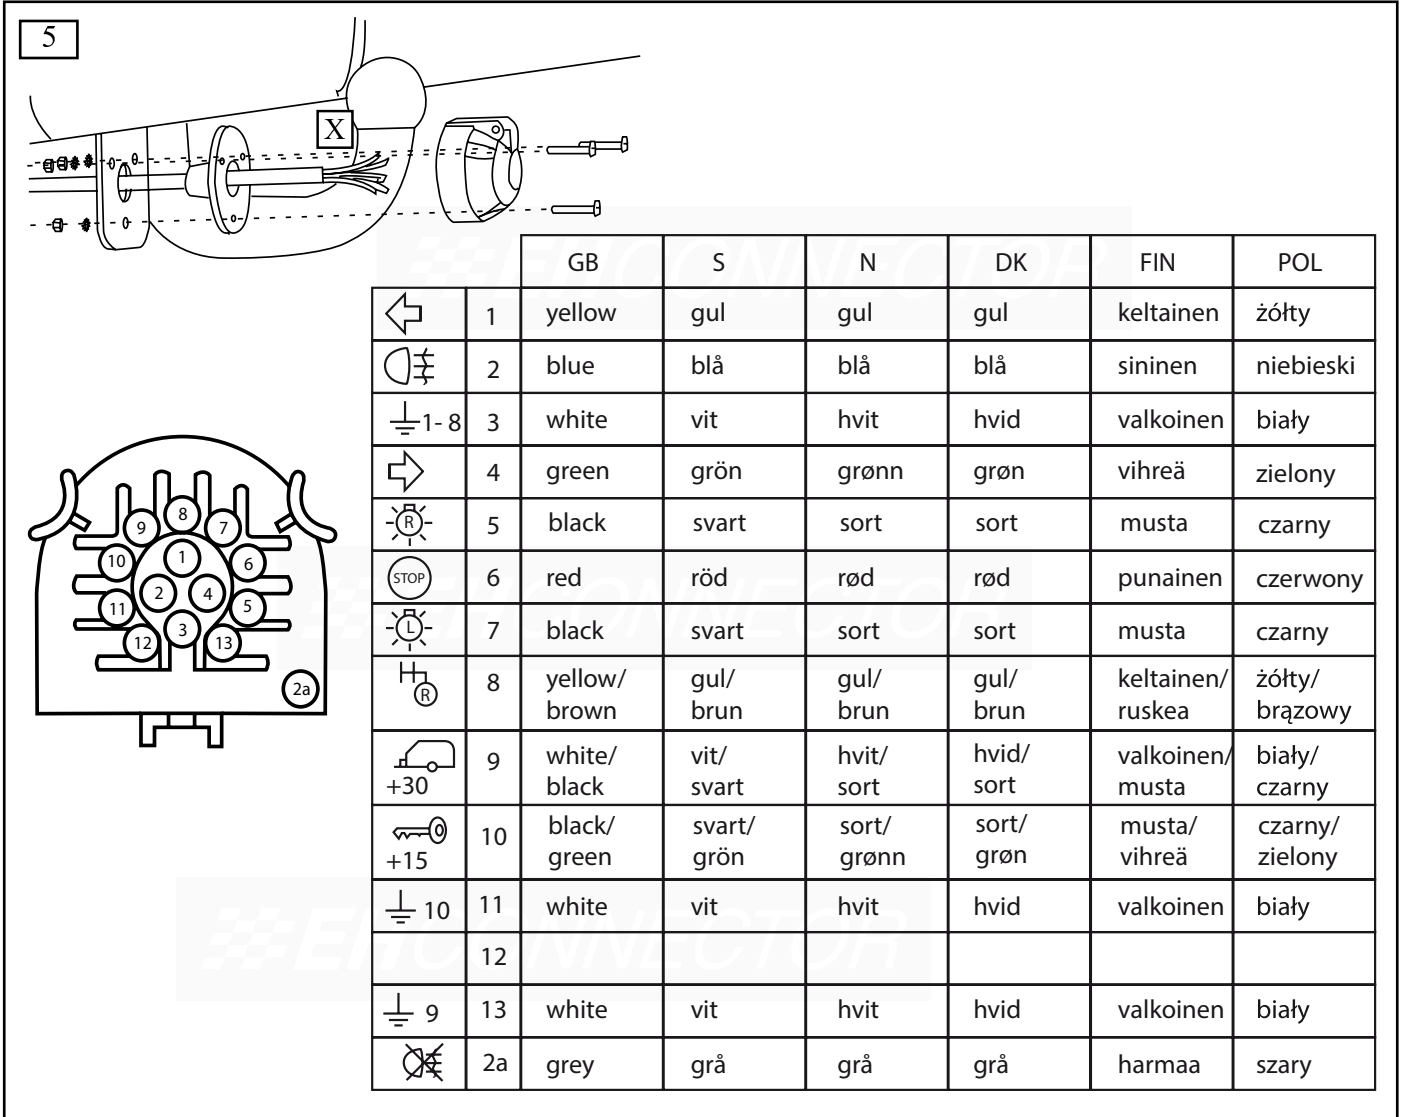 5
X
GB S N DK FIN POL
1 yellow gul gul gul keltainen żółty
2 blue blå blå blå sininen niebieski
1- 8 3 white vit hvit hvid valkoinen biały
4 green grön grønn grøn vihreä zielony
R 5 black svart sort sort musta czarny
STOP 6 red röd rød rød punainen czerwony
L 7 black svart sort sort musta czarny
R 8 yellow/ gul/ gul/ gul/ keltainen/ żółty/
brown brun brun brun ruskea brązowy
9 white/ vit/ hvit/ hvid/ valkoinen/ biały/
+30 black svart sort sort musta czarny
10 black/ svart/ sort/ sort/ musta/ czarny/
+15 green grön grønn grøn vihreä zielony
10 11 white vit hvit hvid valkoinen biały
12
9 13 white vit hvit hvid valkoinen biały
2a grey grå grå grå harmaa szary
8
9 7
10 1 6
2 4
11 3 5
12 13
2a
EHCONNECTOR
EHCONNECTOR
EHCONNECTOR